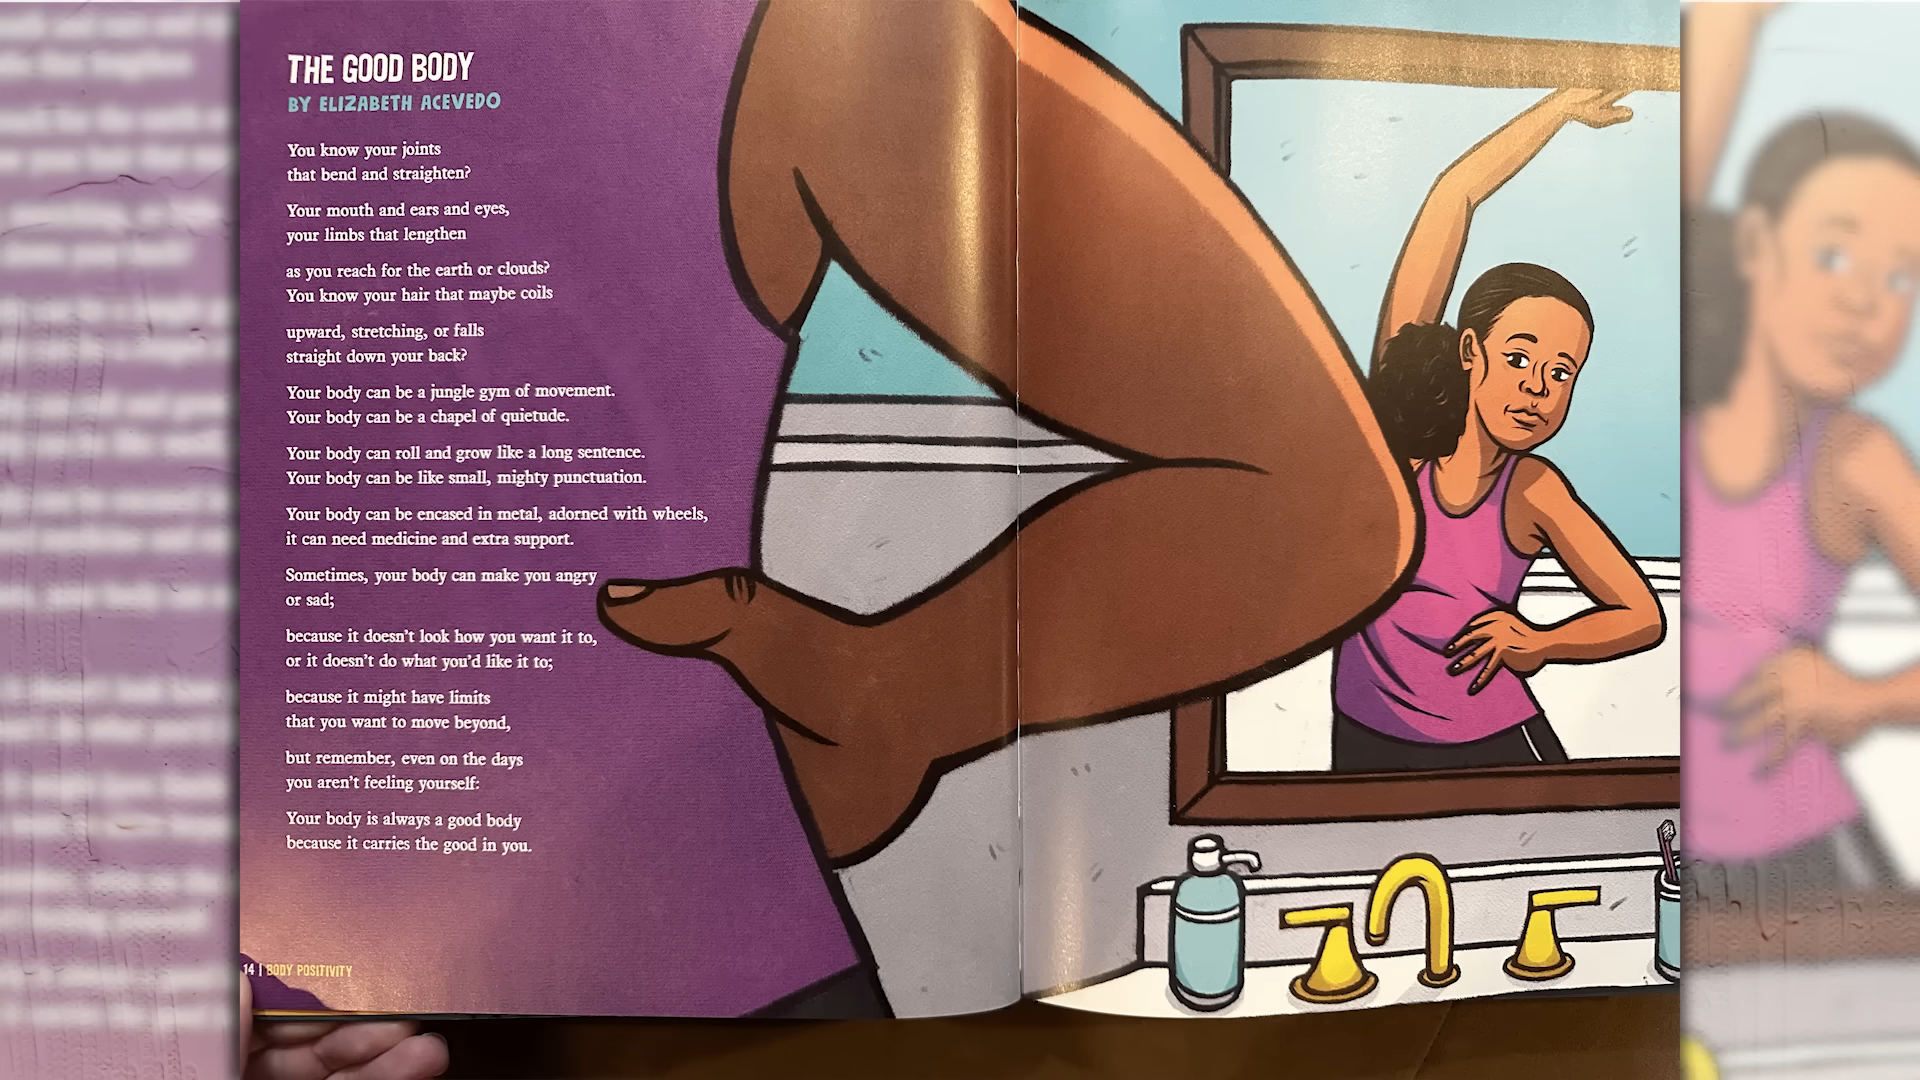 THE GOOD BODY
BY ELIZABETH ACEVEDO
You know your joints
that bend and straighten?
Your mouth and ears and eyes,
your limbs that lengthen
as you reach for the earth or clouds?
You know your hair that maybe coils
upward, stretching, or falls
straight down your back?
Your body can be a jungle gym of movement.
Your body can be a chapel of quietude.
Your body can roll and grow like a long sentence.
Your body can be like small, mighty punctuation.
Your body can be encased in metal, adorned with wheels,
it can need medicine and extra support.
Sometimes, your body can make you angry
or sad;
because it doesn't look how you want it to,
or it doesn't do what you'd like it to;
because it might have limits
that you want to move beyond,
but remember, even on the days
you aren't feeling yourself:
Your body is always a good body
because it carries the good in you.
14 | BODY POSITIVITY